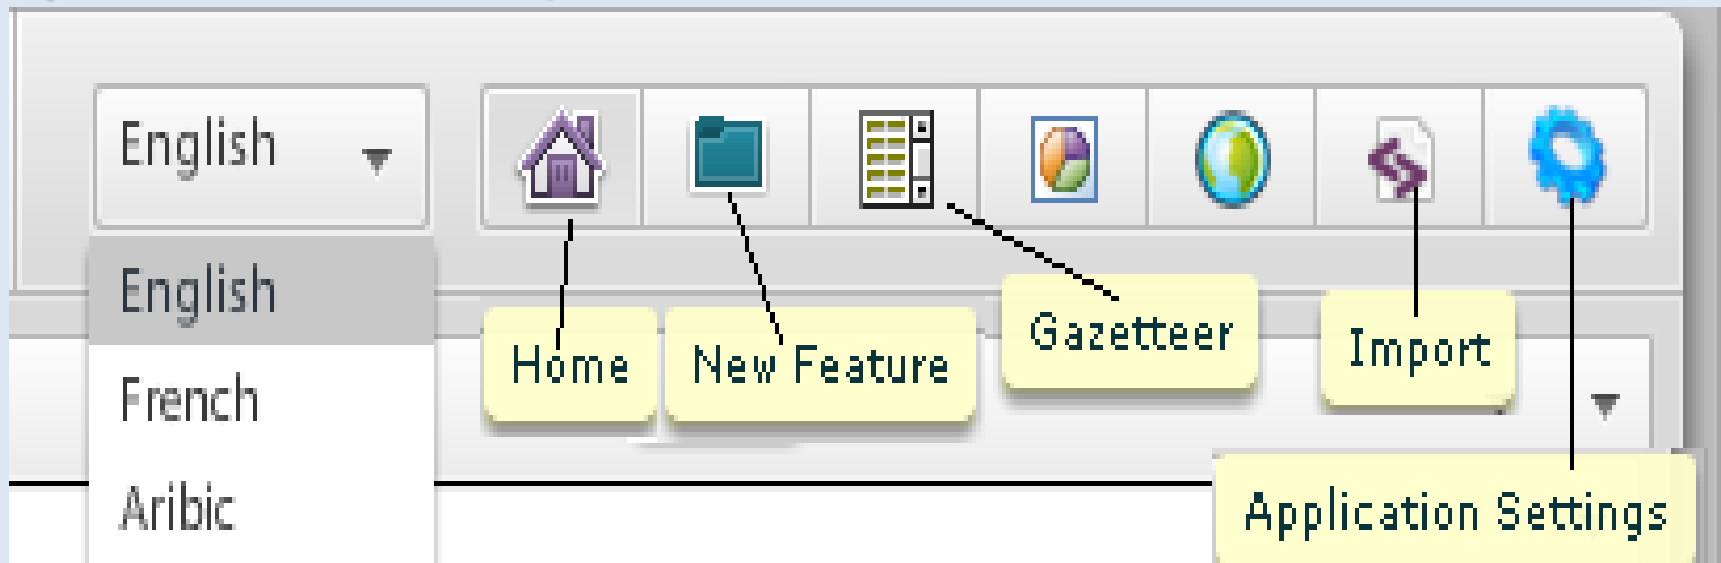 English
English
French
Aribic
Home
New Feature
Gazetteer
Import
Application Settings